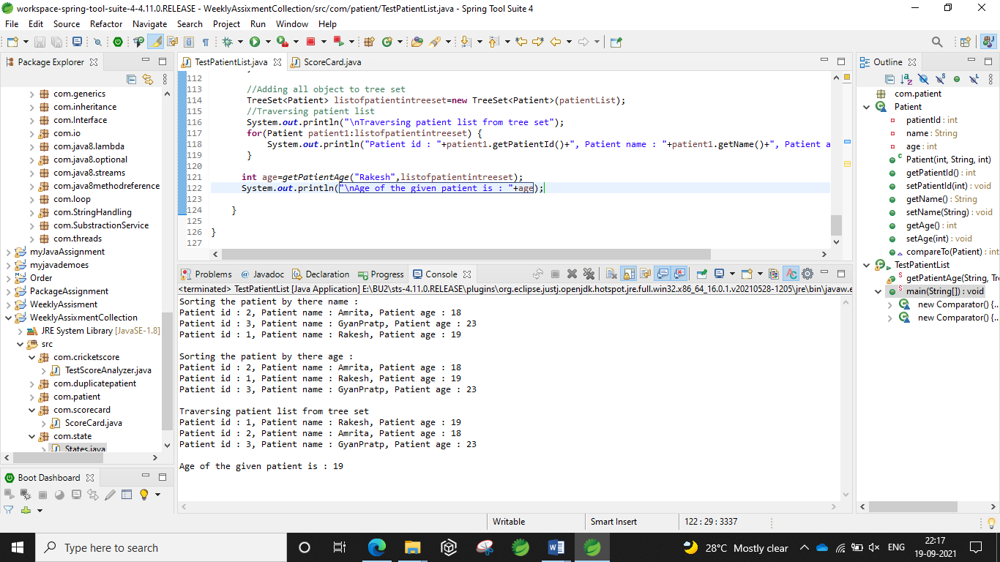 workspace-spring-tool-suite-4-4.11.0.RELEASE - WeeklyAssixmentCollection/src/com/patient/TestPatientList.java - Spring Tool Suite 4
File Edit Source Refactor Navigate Search Project Run Window Help
Package Explorer
com.generics
com.inheritance
com.Interface
com.io
com.java8.lambda
com.java8.optional
com.java8.streams
com.java8methodreference
com.loop
com.StringHandling
com.SubstractionService
com.threads
myJavaAssignment
myjavademoes
Order
PackageAssignment
WeeklyAssisment
WeeklyAssixmentCollection
JRE System Library [JavaSE-1.8]
src
com.cricketscore
TestScoreAnalyzer.java
com.duplicatepatient
com.patient
com.scorecard
ScoreCard.java
com.state
States.java
Boot Dashboard
TestPatientList.java ScoreCard.java
112
113 //Adding all object to tree set
114 TreeSet<Patient> listofpatientintreeset=new TreeSet<Patient>(patientList);
115 //Traversing patient list
116 System.out.println("\nTraversing patient list from tree set");
117 for(Patient patient1:listofpatientintreeset) {
118 System.out.println("Patient id : "+patient1.getPatientId()+", Patient name : "+patient1.getName()+", Patient a
119 }
120
121 int age=getPatientAge("Rakesh",listofpatientintreeset);
122 System.out.println("\nAge of the given patient is : "+age);
123
124 }
125
126 }
127
Problems @ Javadoc Declaration Progress Console
<terminated> TestPatientList [Java Application] E:\BU2\sts-4.11.0.RELEASE\plugins\org.eclipse.justj.openjdk.hotspot.jre.full.win32.x86_64_16.0.1.v20210528-1205\jre\bin\javaw.e
Sorting the patient by there name :
Patient id : 2, Patient name : Amrita, Patient age : 18
Patient id : 3, Patient name : GyanPratp, Patient age : 23
Patient id : 1, Patient name : Rakesh, Patient age : 19
Sorting the patient by there age :
Patient id : 2, Patient name : Amrita, Patient age : 18
Patient id : 1, Patient name : Rakesh, Patient age : 19
Patient id : 3, Patient name : GyanPratp, Patient age : 23
Traversing patient list from tree set
Patient id : 1, Patient name : Rakesh, Patient age : 19
Patient id : 2, Patient name : Amrita, Patient age : 18
Patient id : 3, Patient name : GyanPratp, Patient age : 23
Age of the given patient is : 19
Outline
com.patient
Patient
patientId : int
name : String
age : int
Patient(int, String, int)
getPatientId() : int
setPatientId(int) : void
getName() : String
setName(String) : void
getAge() : int
setAge(int) : void
compareTo(Patient) : int
TestPatientList
getPatientAge(String, Tre
main(String[]) : void
new Comparator() {...
new Comparator() {...
Writable Smart Insert 122 : 29 : 3337
Type here to search
28°C Mostly clear ENG 22:17
19-09-2021